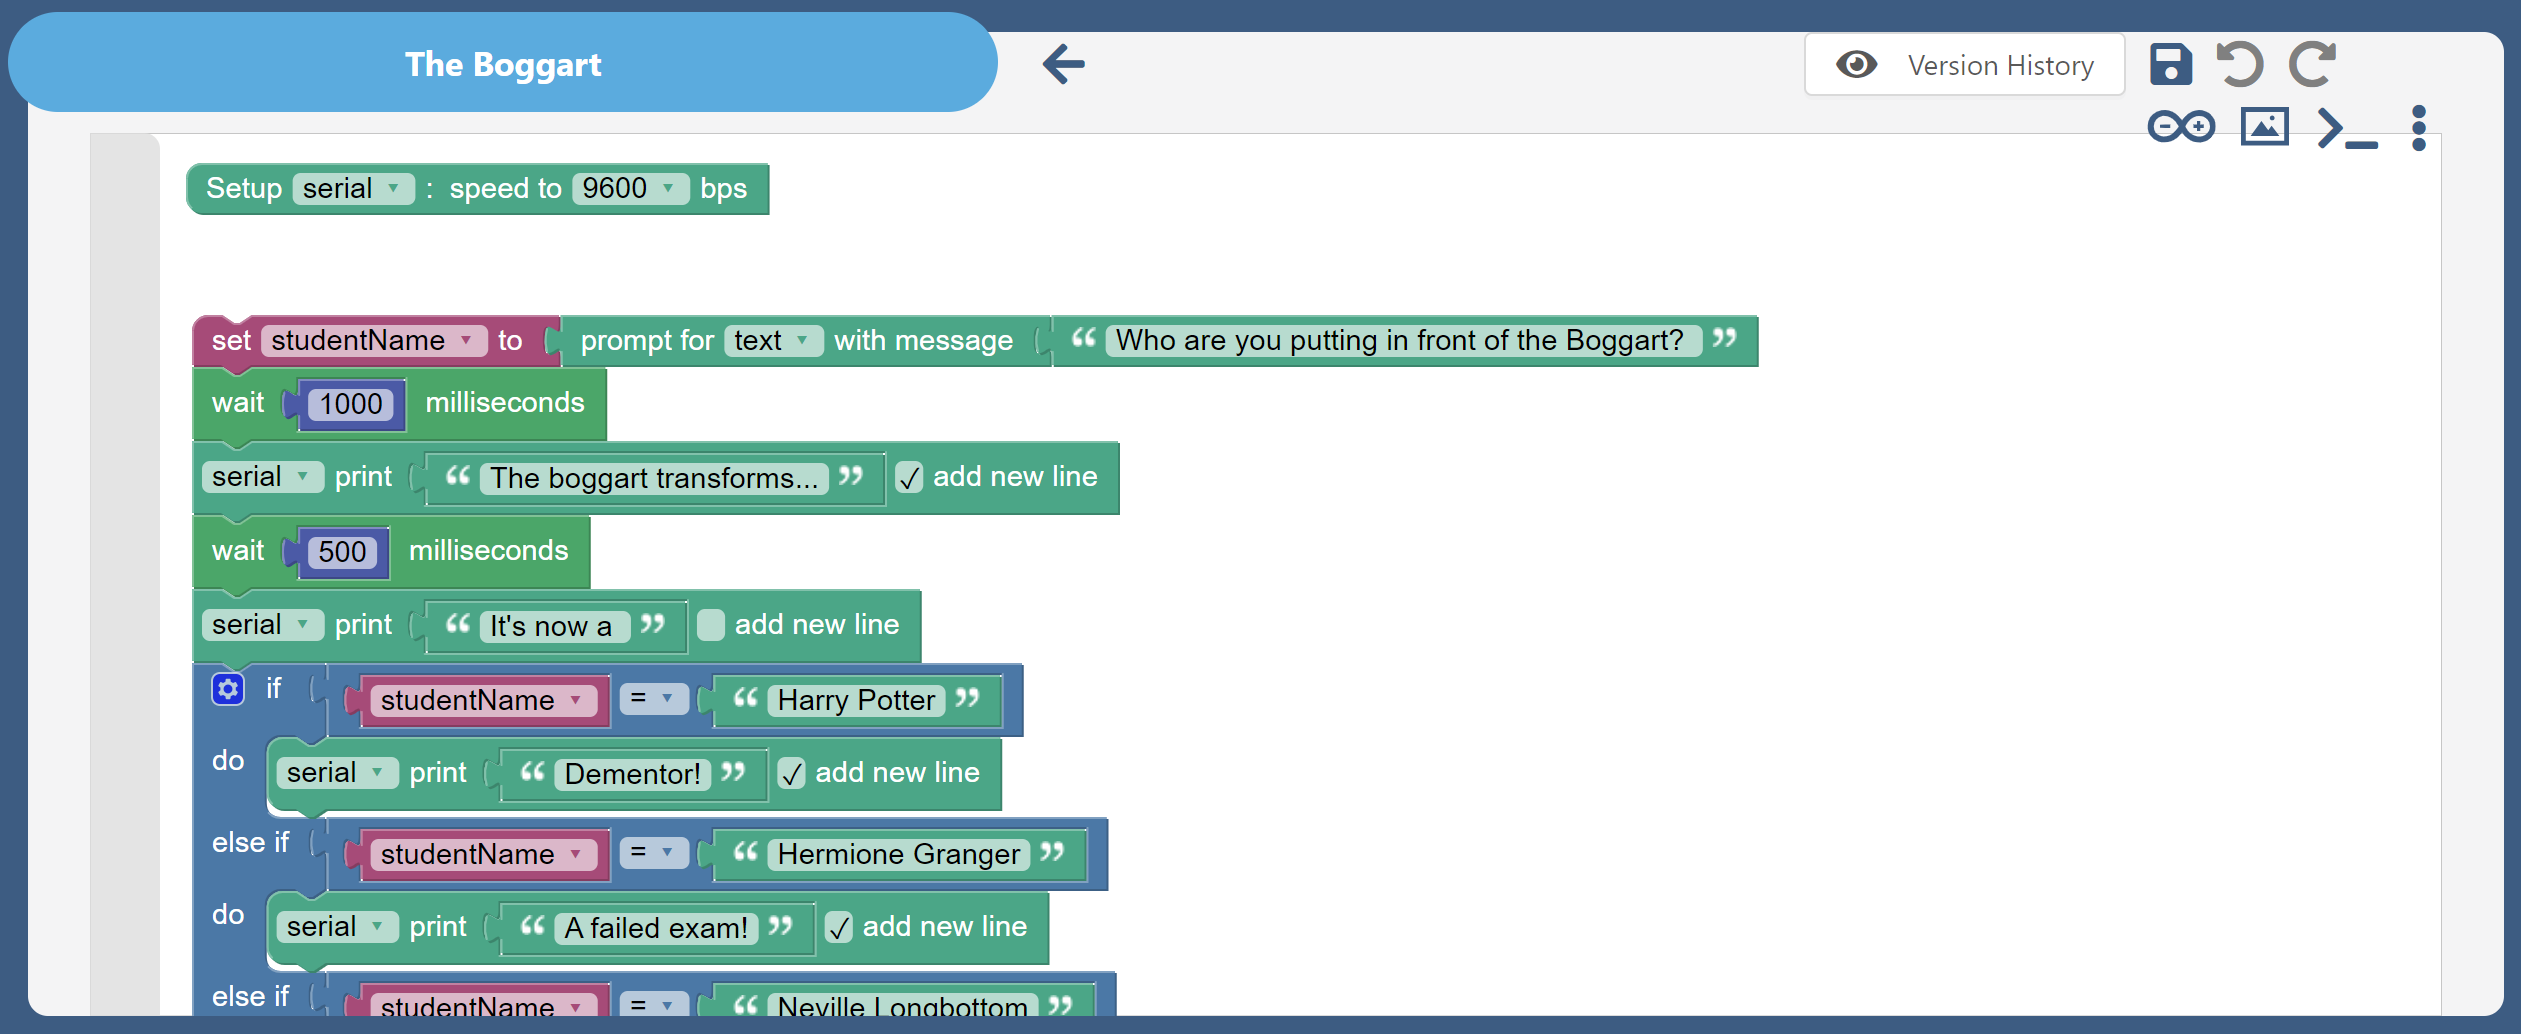 The Boggart
Version History
Setup serial : speed to 9600 bps
set studentName to prompt for text with message “ Who are you putting in front of the Boggart? ”
wait 1000 milliseconds
serial print “ The boggart transforms... ” ✓ add new line
wait 500 milliseconds
serial print “ It's now a ” add new line
if studentName = “ Harry Potter ”
do serial print “ Dementor! ” ✓ add new line
else if studentName = “ Hermione Granger ”
do serial print “ A failed exam! ” ✓ add new line
else if studentName = “ Neville Longbottom ”